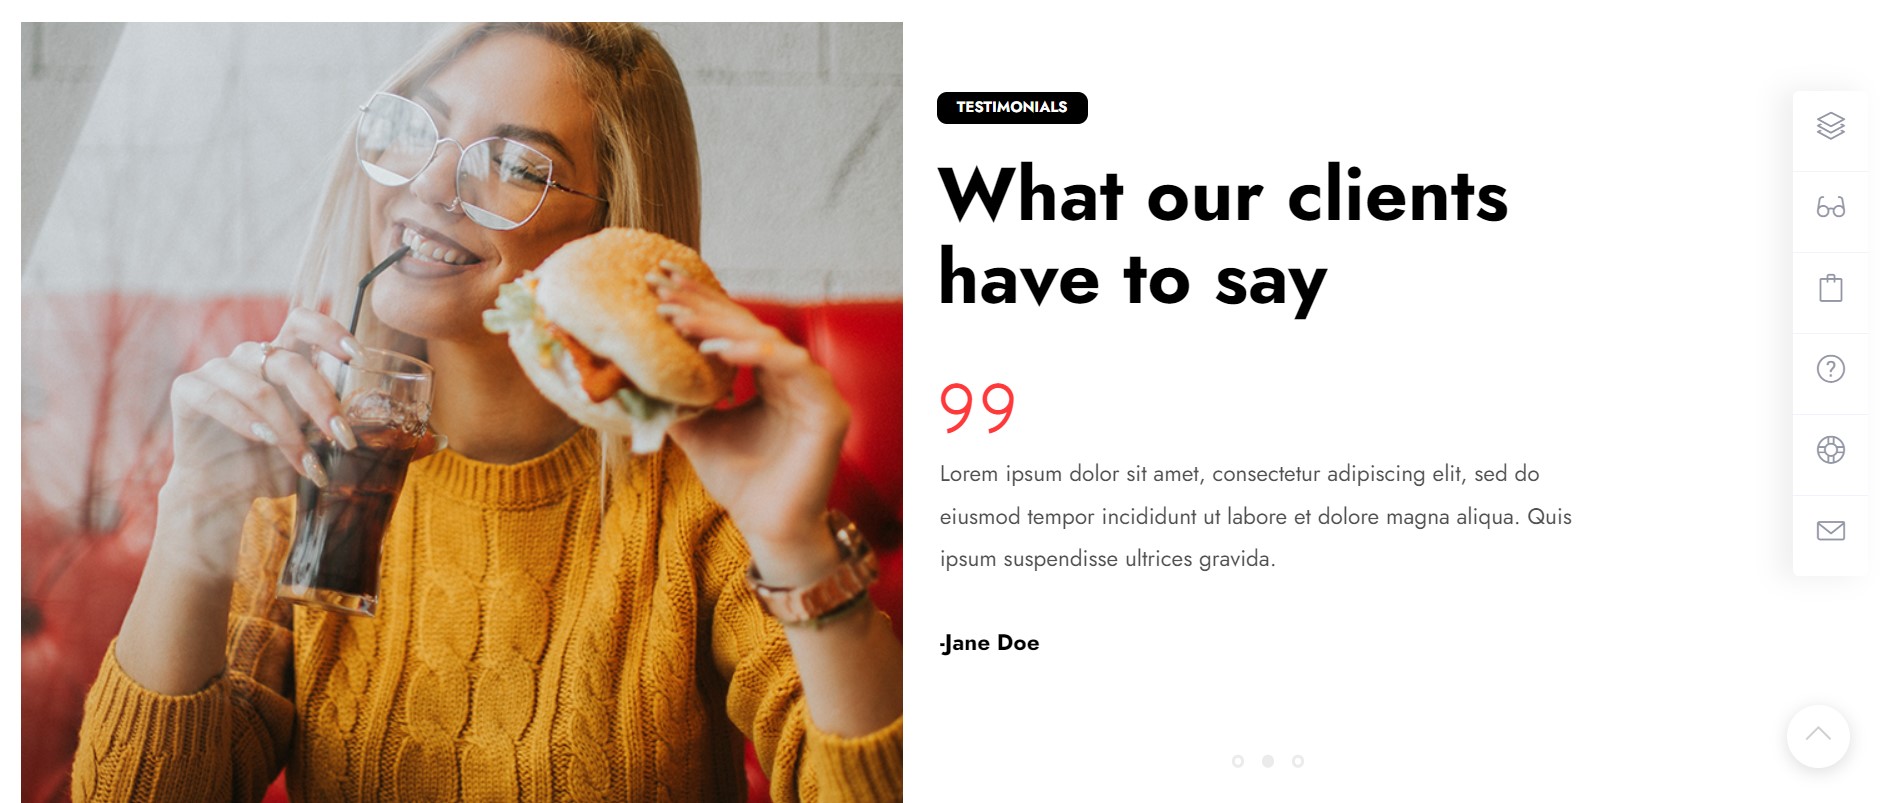 TESTIMONIALS
What our clients
have to say
99
Lorem ipsum dolor sit amet, consectetur adipiscing elit, sed do
eiusmod tempor incididunt ut labore et dolore magna aliqua. Quis
ipsum suspendisse ultrices gravida.
-Jane Doe